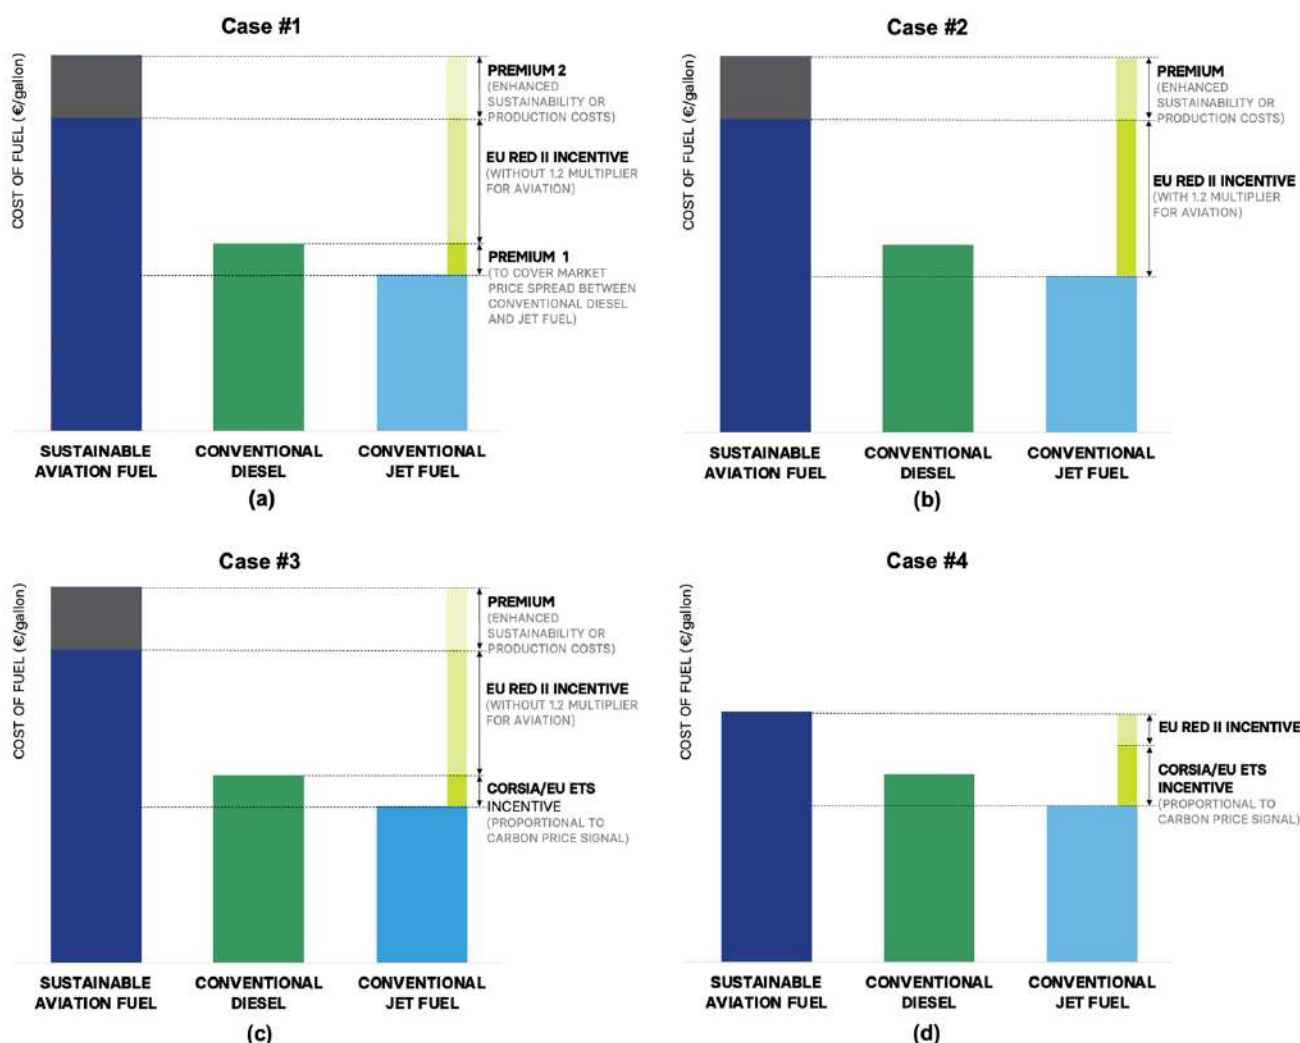 Case #1
COST OF FUEL (€/gallon)
PREMIUM 2
(ENHANCED
SUSTAINABILITY OR
PRODUCTION COSTS)
EU RED II INCENTIVE
(WITHOUT 1.2 MULTIPLIER
FOR AVIATION)
PREMIUM 1
(TO COVER MARKET
PRICE SPREAD BETWEEN
CONVENTIONAL DIESEL
AND JET FUEL)
SUSTAINABLE
AVIATION FUEL
CONVENTIONAL
DIESEL
CONVENTIONAL
JET FUEL
(a)
Case #2
COST OF FUEL (€/gallon)
PREMIUM
(ENHANCED
SUSTAINABILITY OR
PRODUCTION COSTS)
EU RED II INCENTIVE
(WITH 1.2 MULTIPLIER
FOR AVIATION)
SUSTAINABLE
AVIATION FUEL
CONVENTIONAL
DIESEL
CONVENTIONAL
JET FUEL
(b)
Case #3
COST OF FUEL (€/gallon)
PREMIUM
(ENHANCED
SUSTAINABILITY OR
PRODUCTION COSTS)
EU RED II INCENTIVE
(WITHOUT 1.2 MULTIPLIER
FOR AVIATION)
CORSIA/EU ETS
INCENTIVE
(PROPORTIONAL TO
CARBON PRICE SIGNAL)
SUSTAINABLE
AVIATION FUEL
CONVENTIONAL
DIESEL
CONVENTIONAL
JET FUEL
(c)
Case #4
COST OF FUEL (€/gallon)
EU RED II INCENTIVE
CORSIA/EU ETS
INCENTIVE
(PROPORTIONAL TO
CARBON PRICE SIGNAL)
SUSTAINABLE
AVIATION FUEL
CONVENTIONAL
DIESEL
CONVENTIONAL
JET FUEL
(d)